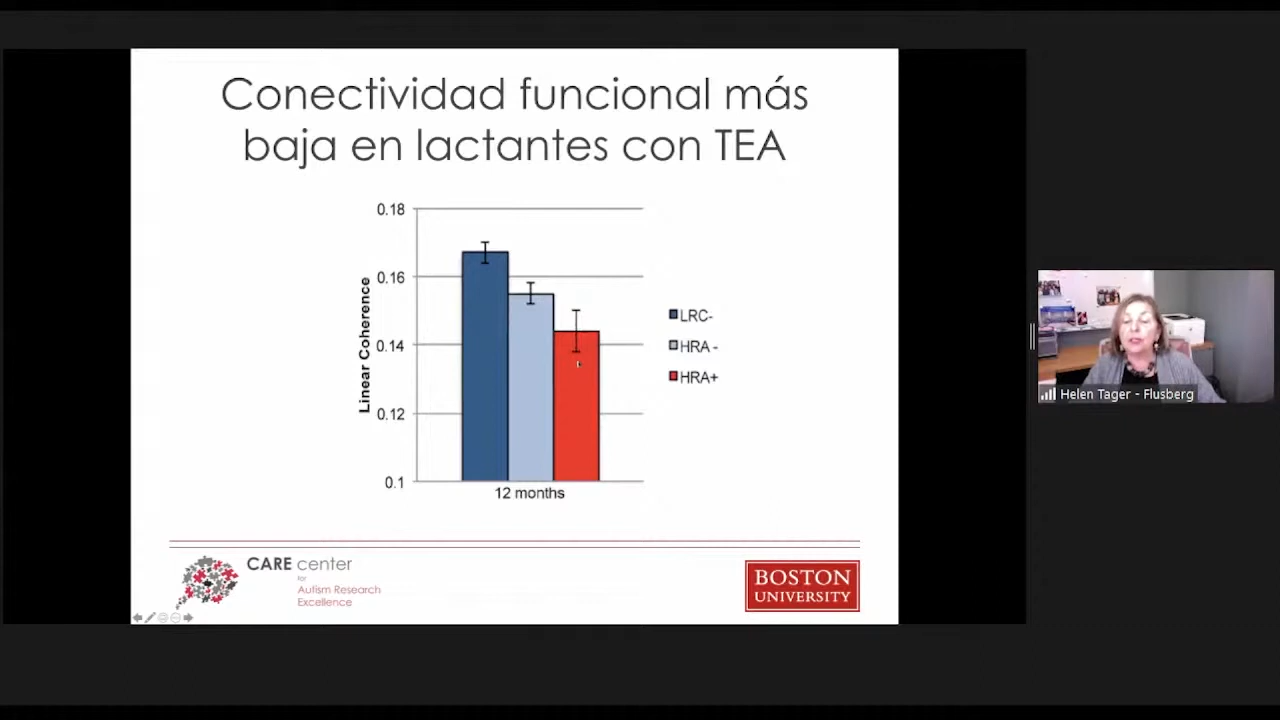 Conectividad funcional más
baja en lactantes con TEA
0.18
0.16
0.14
0.12
0.1
Linear Coherence
12 months
LRC-
HRA -
HRA+
CARE center
for
Autism Research
Excellence
BOSTON
UNIVERSITY
Helen Tager - Flusberg